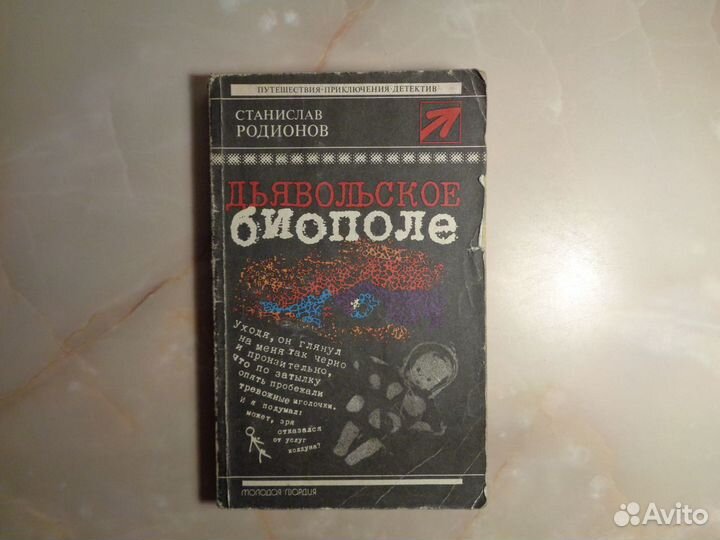 ПУТЕШЕСТВИЯ·ПРИКЛЮЧЕНИЯ·ДЕТЕКТИВ
СТАНИСЛАВ
РОДИОНОВ
ДЬЯВОЛЬСКОЕ
биополе
Уходя, он глянул
на меня так черно
и пронзительно,
что по затылку
опять пробежали
тревожные иголочки.
И я подумал:
может, зря
отказался
от услуг
колдуна?
МОЛОДАЯ ГВАРДИЯ
Avito